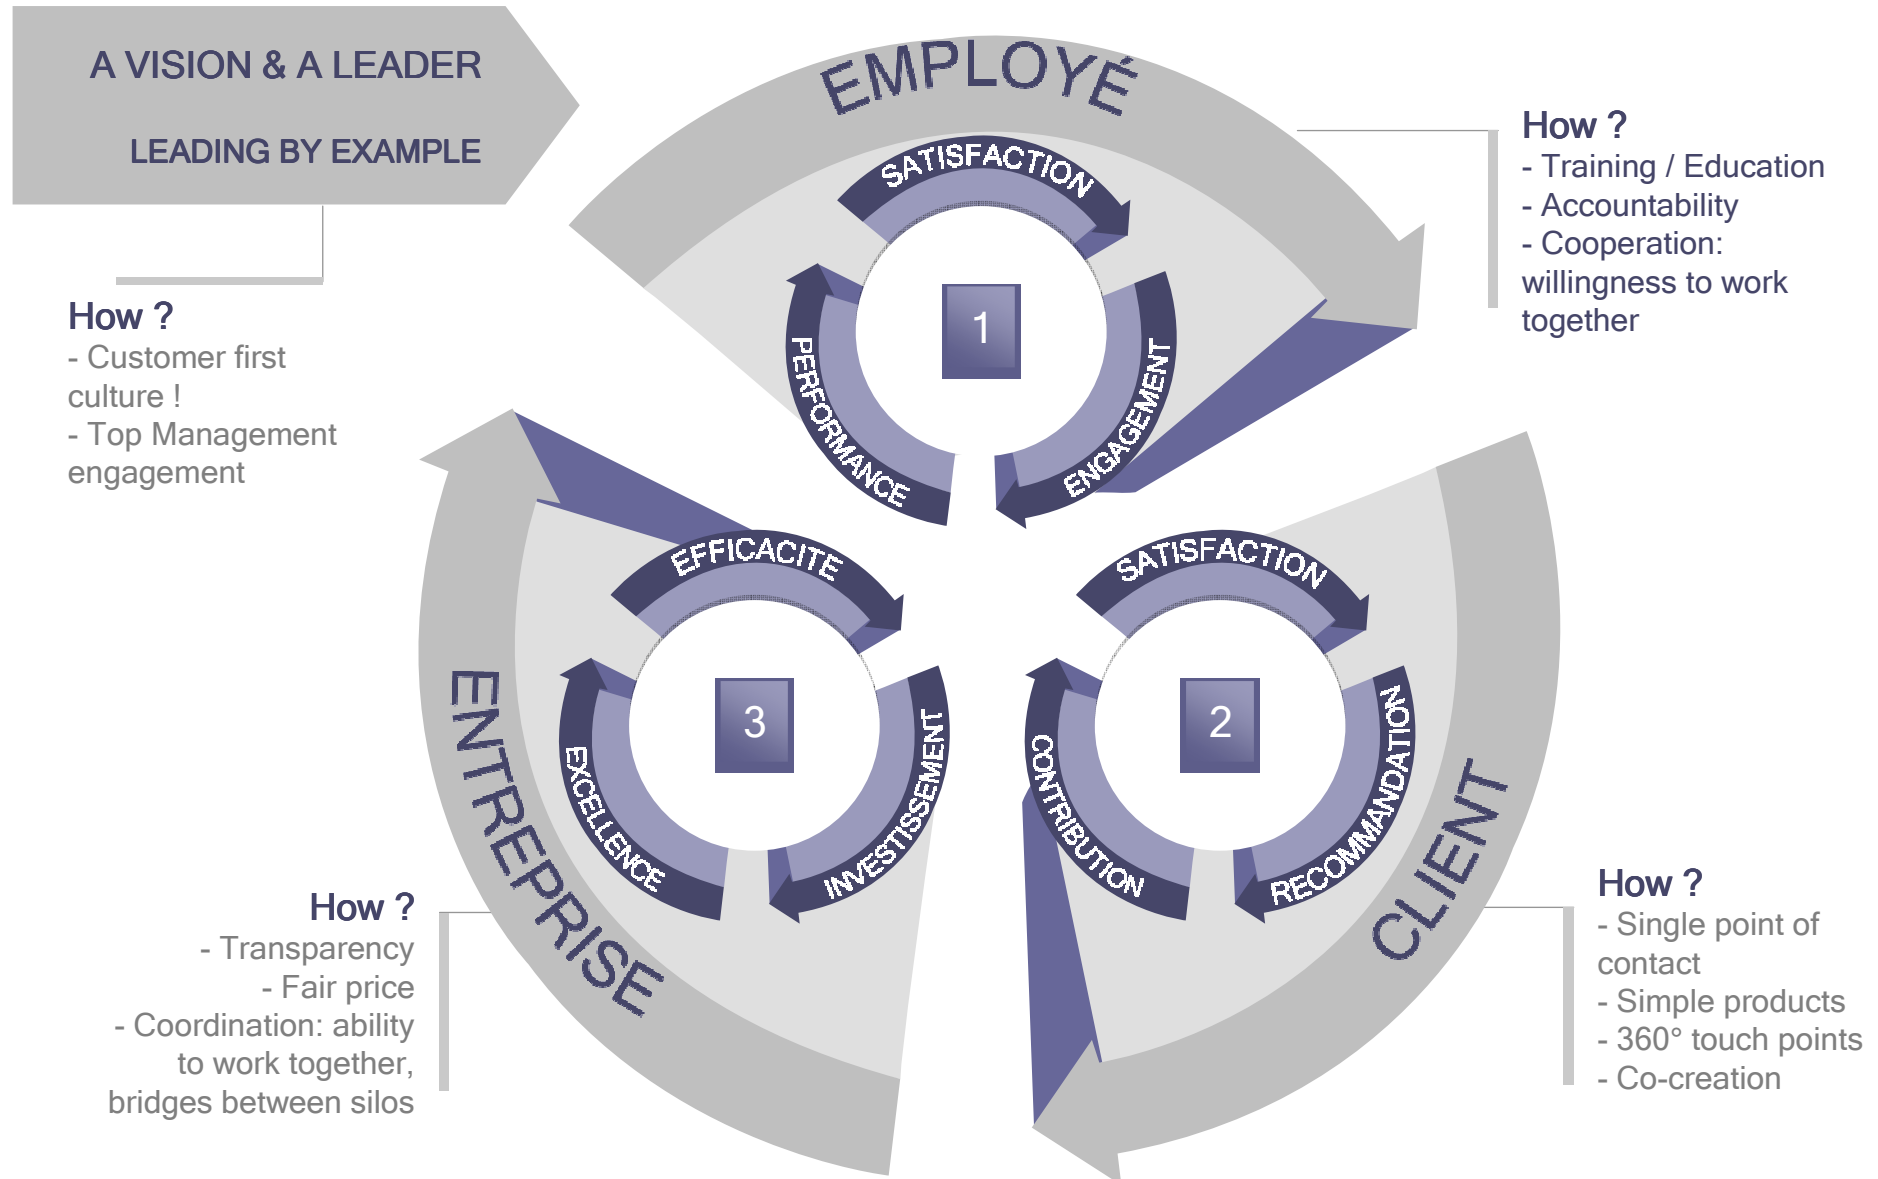 A VISION & A LEADER
LEADING BY EXAMPLE
How ?
- Customer first
culture !
- Top Management
engagement
EMPLOYÉ
SATISFACTION
ENGAGEMENT
PERFORMANCE
1
How ?
- Training / Education
- Accountability
- Cooperation:
willingness to work
together
CLIENT
SATISFACTION
RECOMMANDATION
CONTRIBUTION
2
How ?
- Single point of
contact
- Simple products
- 360° touch points
- Co-creation
ENTREPRISE
EFFICACITE
INVESTISSEMENT
EXCELLENCE
3
How ?
- Transparency
- Fair price
- Coordination: ability
to work together,
bridges between silos